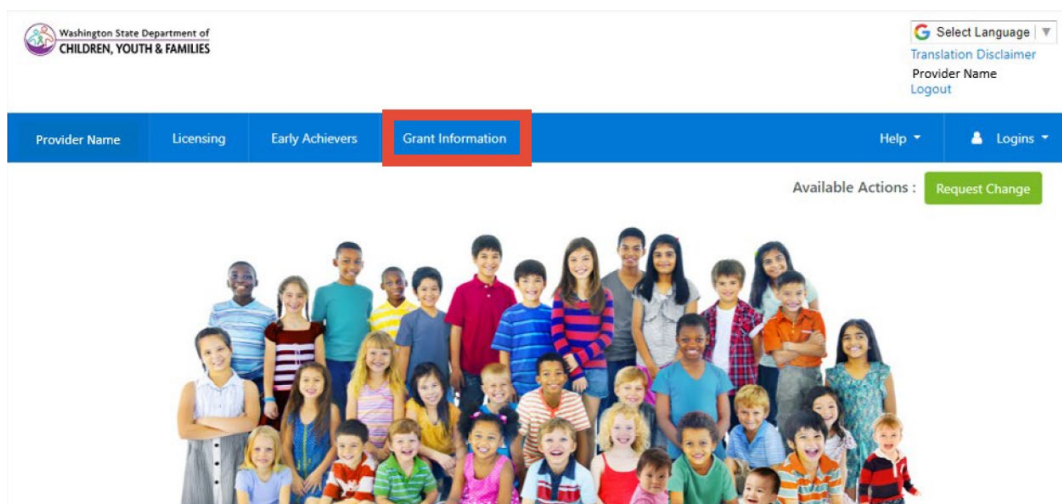 Washington State Department of
CHILDREN, YOUTH & FAMILIES
G Select Language ▼
Translation Disclaimer
Provider Name
Logout
Provider Name Licensing Early Achievers Grant Information Help Logins
Available Actions : Request Change